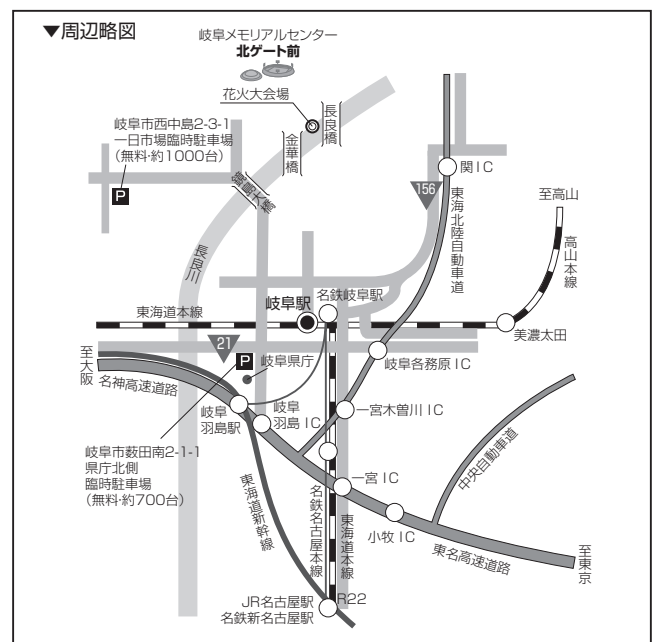 ▼周辺略図
岐阜メモリアルセンター
北ゲート前
花火大会場
長良橋
金華橋
岐阜市西中島2-3-1
一日市場臨時駐車場
(無料・約1000台)
P
忠節大橋
関IC
156
東海北陸自動車道
至高山
高山本線
長良川
岐阜駅
名鉄岐阜駅
東海道本線
美濃太田
21
P
岐阜県庁
岐阜各務原IC
至大阪
名神高速道路
岐阜
羽島駅
岐阜
羽島IC
一宮木曽川IC
中央自動車道
岐阜市薮田南2-1-1
県庁北側
臨時駐車場
(無料・約700台)
一宮IC
小牧IC
東海道新幹線
名鉄名古屋本線
東海道本線
東名高速道路
至東京
R22
JR名古屋駅
名鉄新名古屋駅